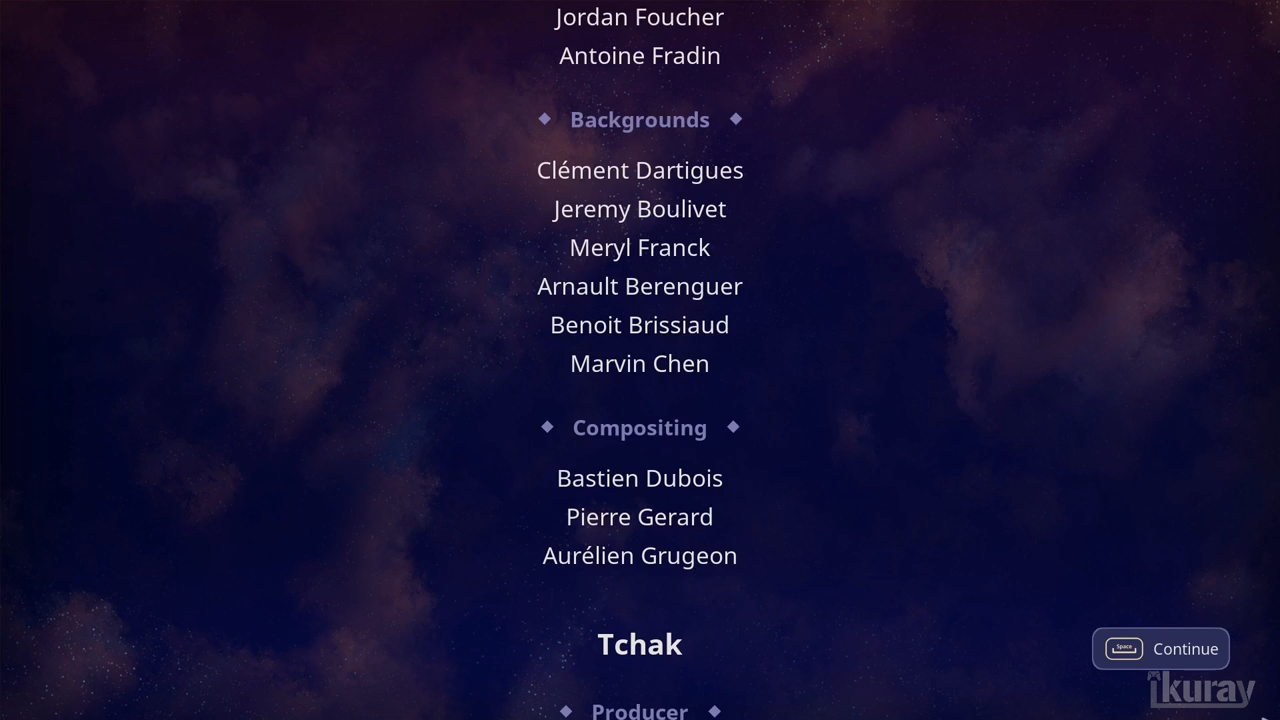 Jordan Foucher
Antoine Fradin
Backgrounds
Clément Dartigues
Jeremy Boulivet
Meryl Franck
Arnault Berenguer
Benoit Brissiaud
Marvin Chen
Compositing
Bastien Dubois
Pierre Gerard
Aurélien Grugeon
Tchak
Space Continue
ikuray
Producer